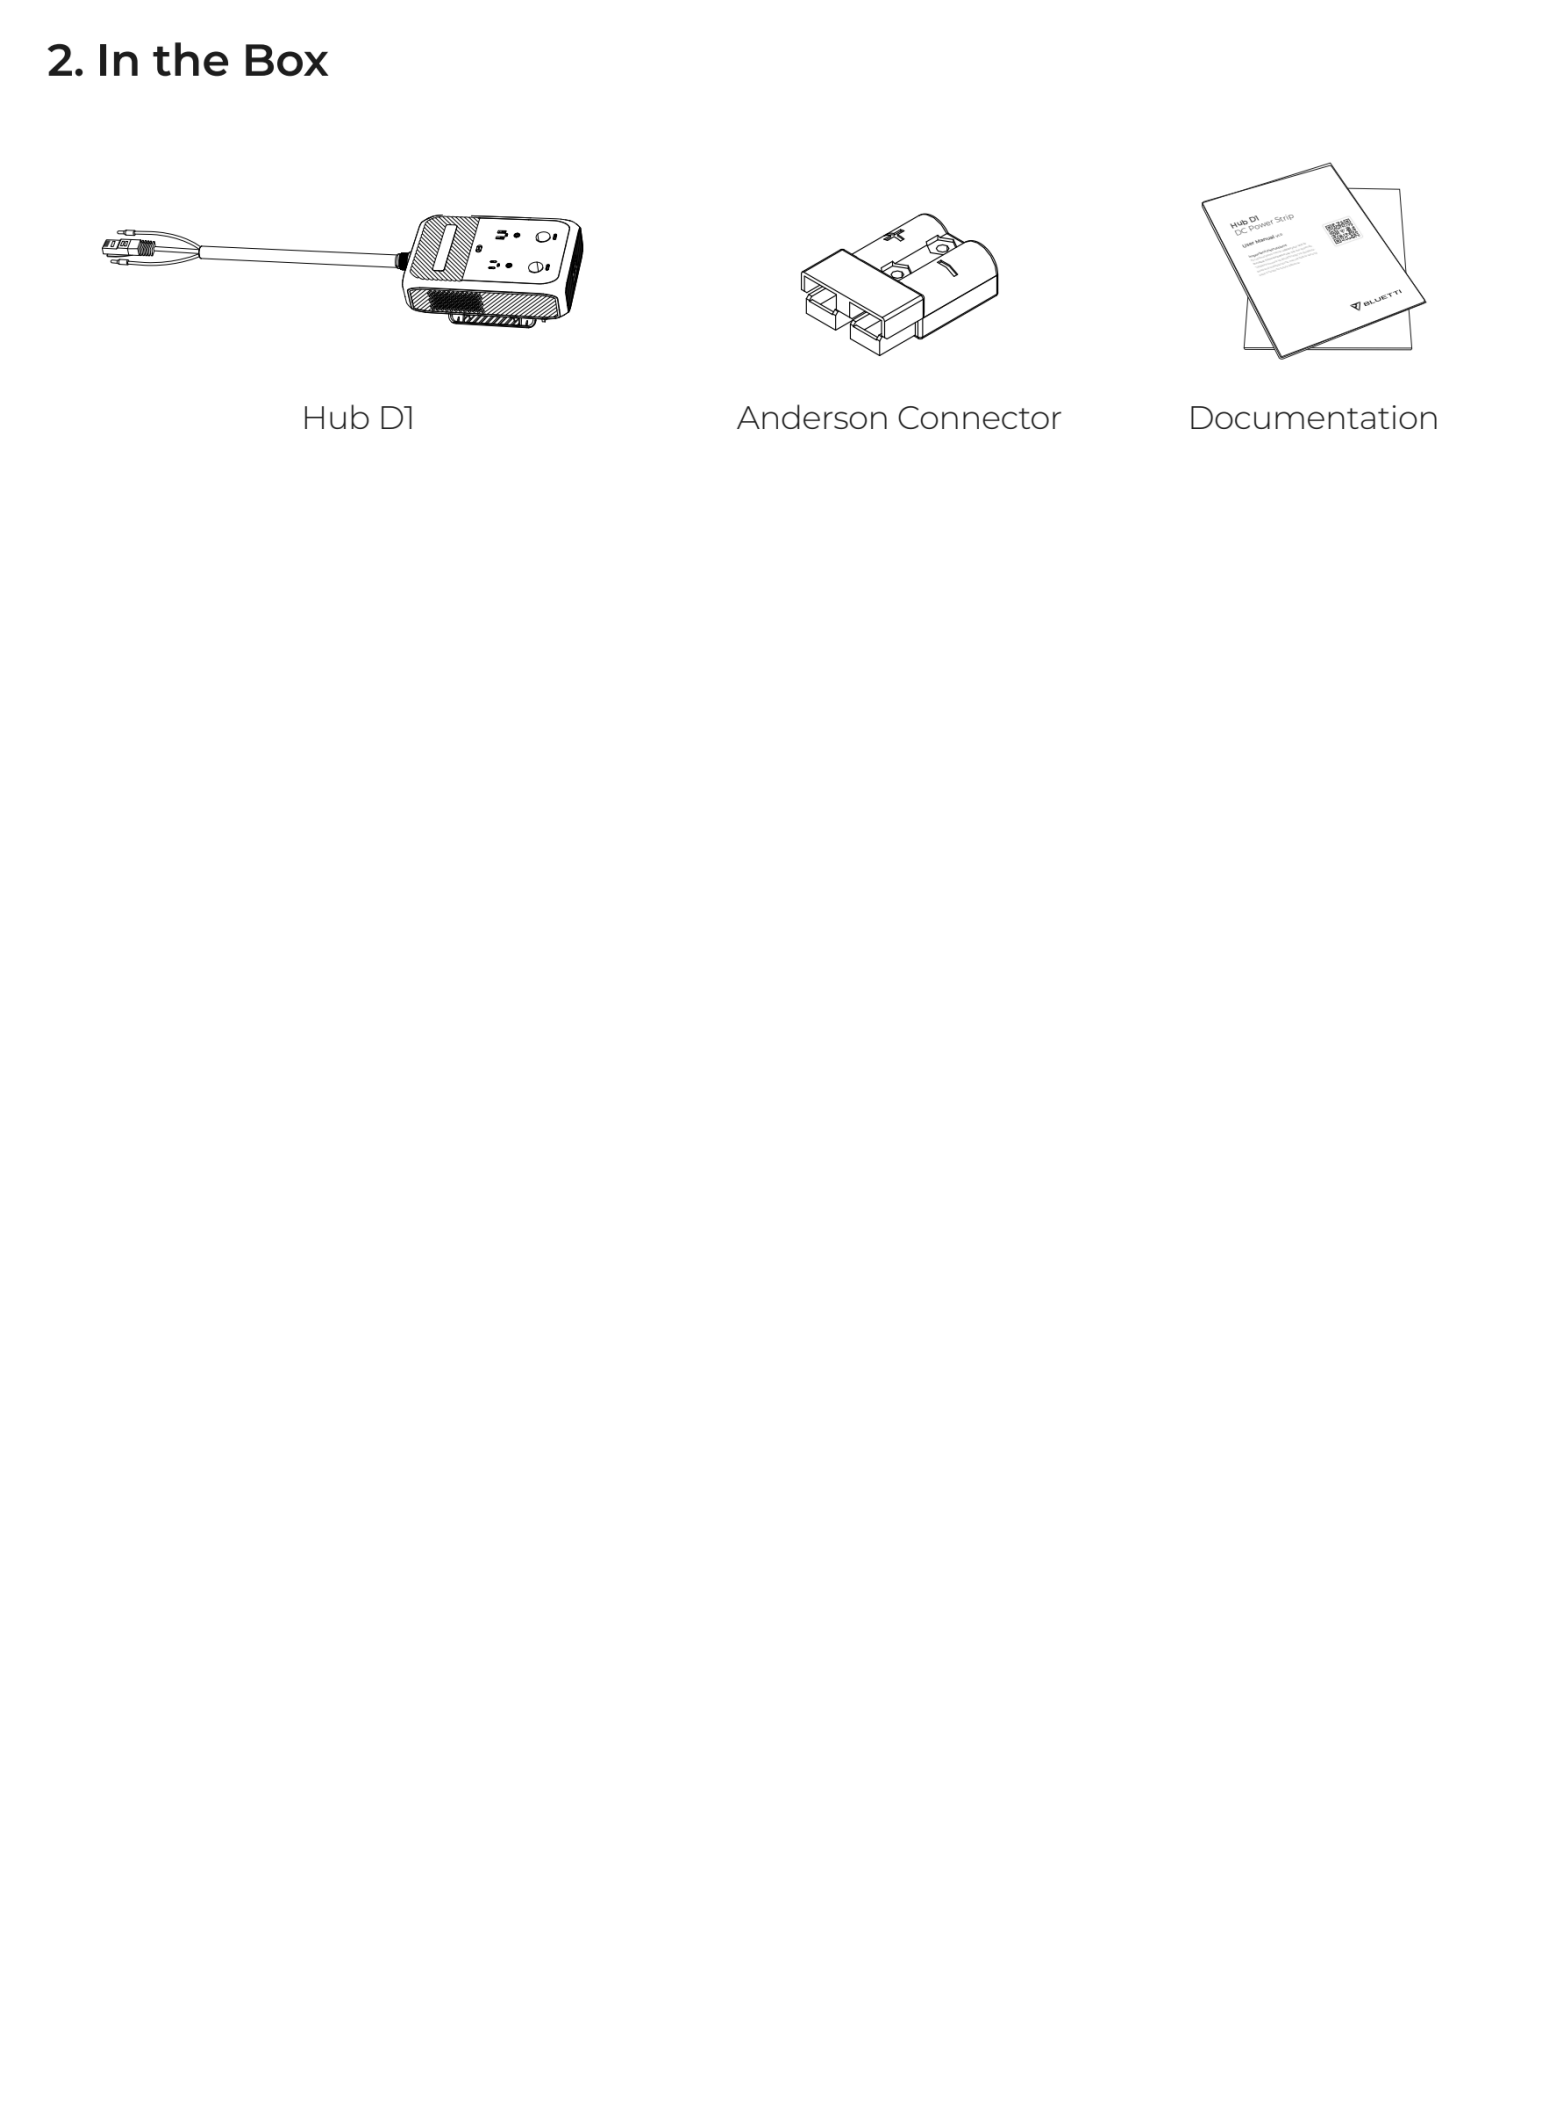 2. In the Box
Hub D1
DC Power Strip
User Manual
BLUETTI
Hub D1
Anderson Connector
Documentation